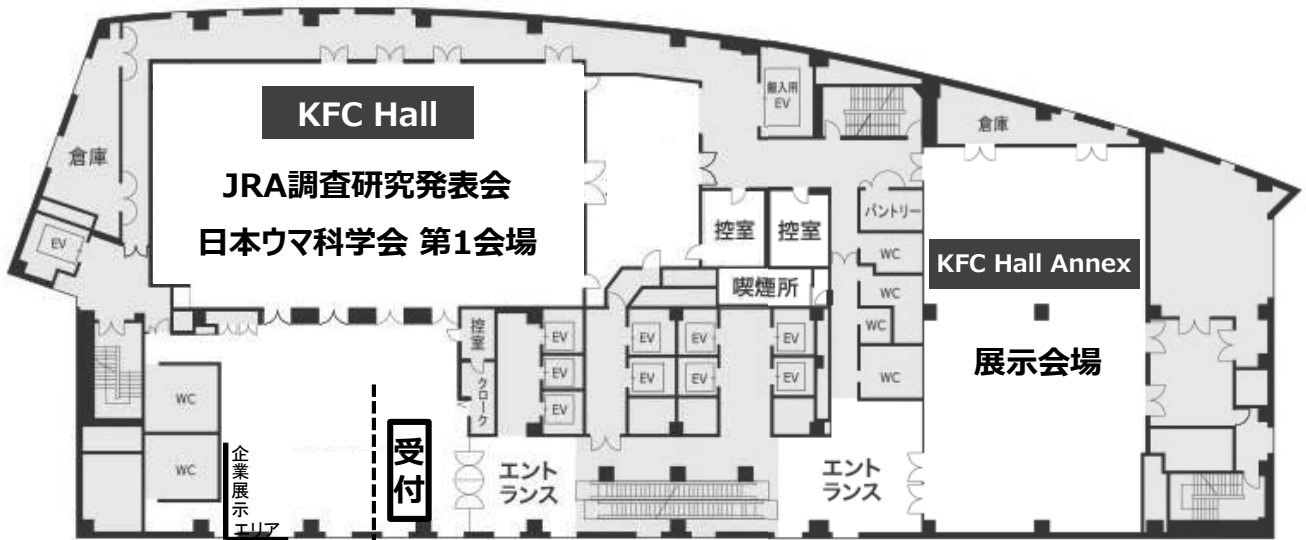 KFC Hall
JRA調査研究発表会
日本ウマ科学会 第1会場
倉庫
EV
搬入用
EV
倉庫
控室
控室
パントリー
喫煙所
WC
WC
WC
WC
KFC Hall Annex
展示会場
控室
クローク
EV
EV
EV
EV
EV
EV
EV
EV
EV
WC
WC
企業展示
エリア
受付
エント
ランス
エント
ランス